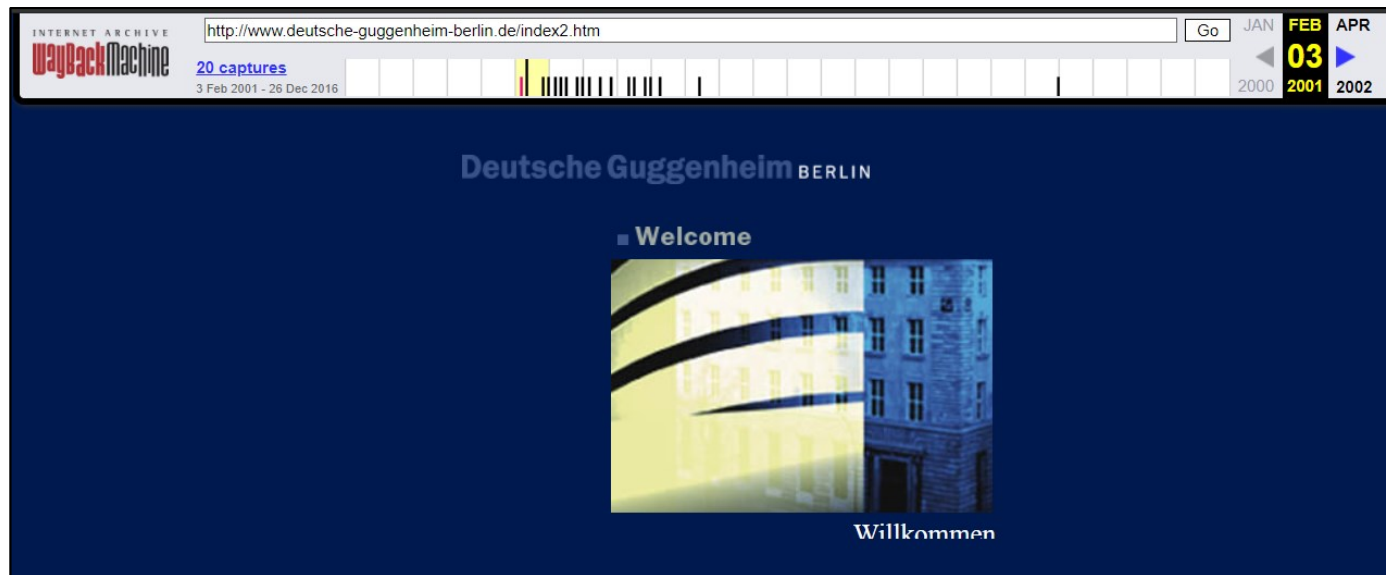 INTERNET ARCHIVE
WayBackMachine
http://www.deutsche-guggenheim-berlin.de/index2.htm
Go
JAN FEB APR
20 captures
03
3 Feb 2001 - 26 Dec 2016
2000 2001 2002
Deutsche Guggenheim BERLIN
Welcome
Willkommen